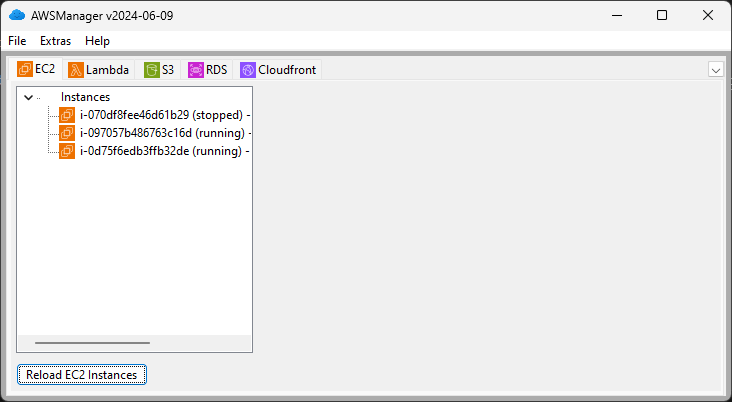 AWSManager v2024-06-09
File Extras Help
EC2 Lambda S3 RDS Cloudfront
Instances
i-070df8fee46d61b29 (stopped) -
i-097057b486763c16d (running) -
i-0d75f6edb3ffb32de (running) -
Reload EC2 Instances